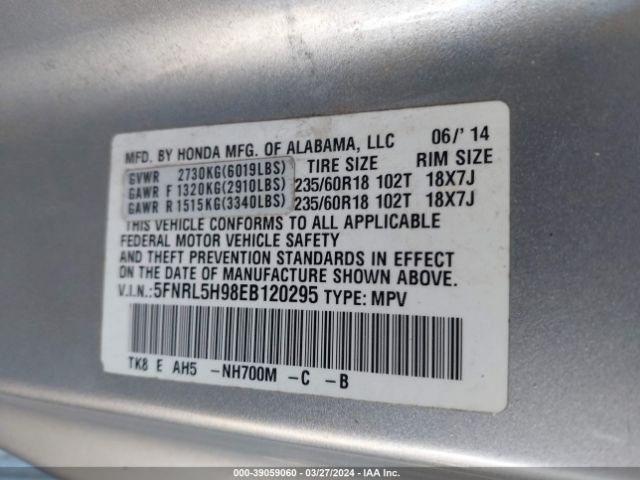 MFD. BY HONDA MFG. OF ALABAMA, LLC 06/'14
GVWR 2730KG(6019LBS) TIRE SIZE RIM SIZE
GAWR F 1320KG(2910LBS) 235/60R18 102T 18X7J
GAWR R 1515KG(3340LBS) 235/60R18 102T 18X7J
THIS VEHICLE CONFORMS TO ALL APPLICABLE
FEDERAL MOTOR VEHICLE SAFETY
AND THEFT PREVENTION STANDARDS IN EFFECT
ON THE DATE OF MANUFACTURE SHOWN ABOVE.
V.I.N.:5FNRL5H98EB120295 TYPE: MPV
TK8 E AH5 -NH700M -C -B
000-39059060 / 03/27/2024 - IAA Inc.